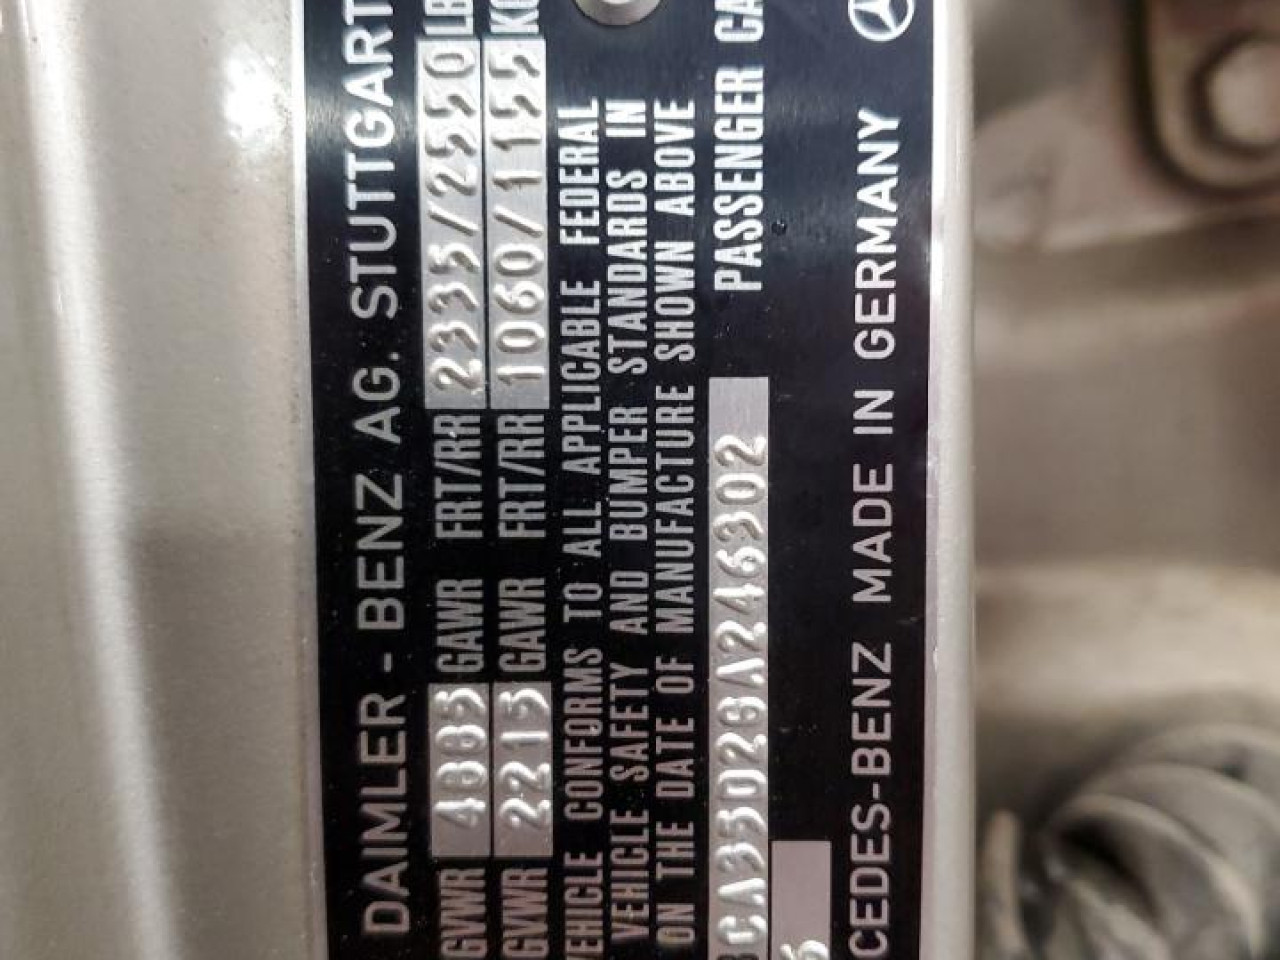 DAIMLER - BENZ AG. STUTTGART
GVWR 4885 GAWR FRT/RR 2335/2550 LB
GVWR 2215 GAWR FRT/RR 1060/1155 KG
VEHICLE CONFORMS TO ALL APPLICABLE FEDERAL
VEHICLE SAFETY AND BUMPER STANDARDS IN
ON THE DATE OF MANUFACTURE SHOWN ABOVE
CA35D26A246302 PASSENGER CA
CEDES-BENZ MADE IN GERMANY